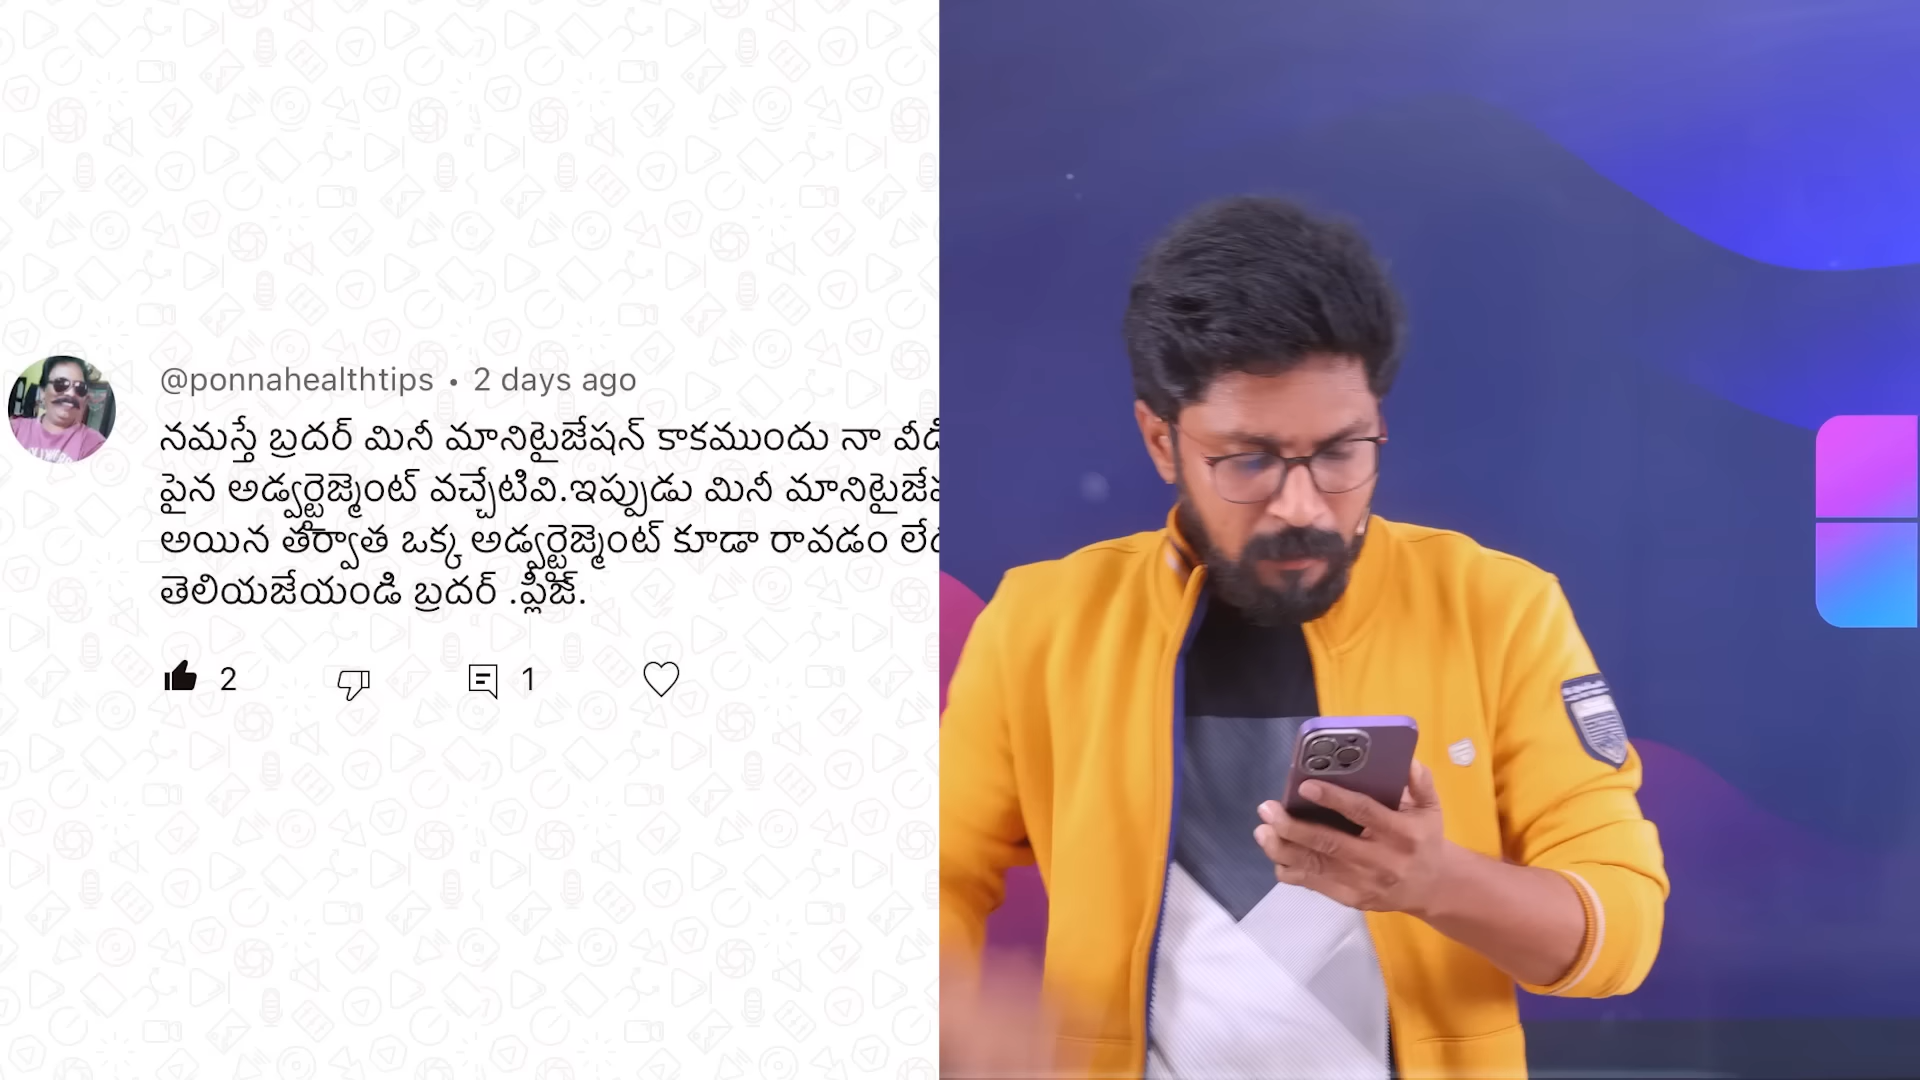 @ponnahealthtips • 2 days ago
నమస్తే బ్రదర్ మినీ మానిటైజేషన్ కాకముందు నా
పైన అడ్వర్టైజ్మెంట్ వచ్చేటివి.ఇప్పుడు మినీ
అయిన తర్వాత ఒక్క అడ్వర్టైజ్మెంట్ కూడా రావడం
తెలియజేయండి బ్రదర్ .ప్లీజ్.
2 1